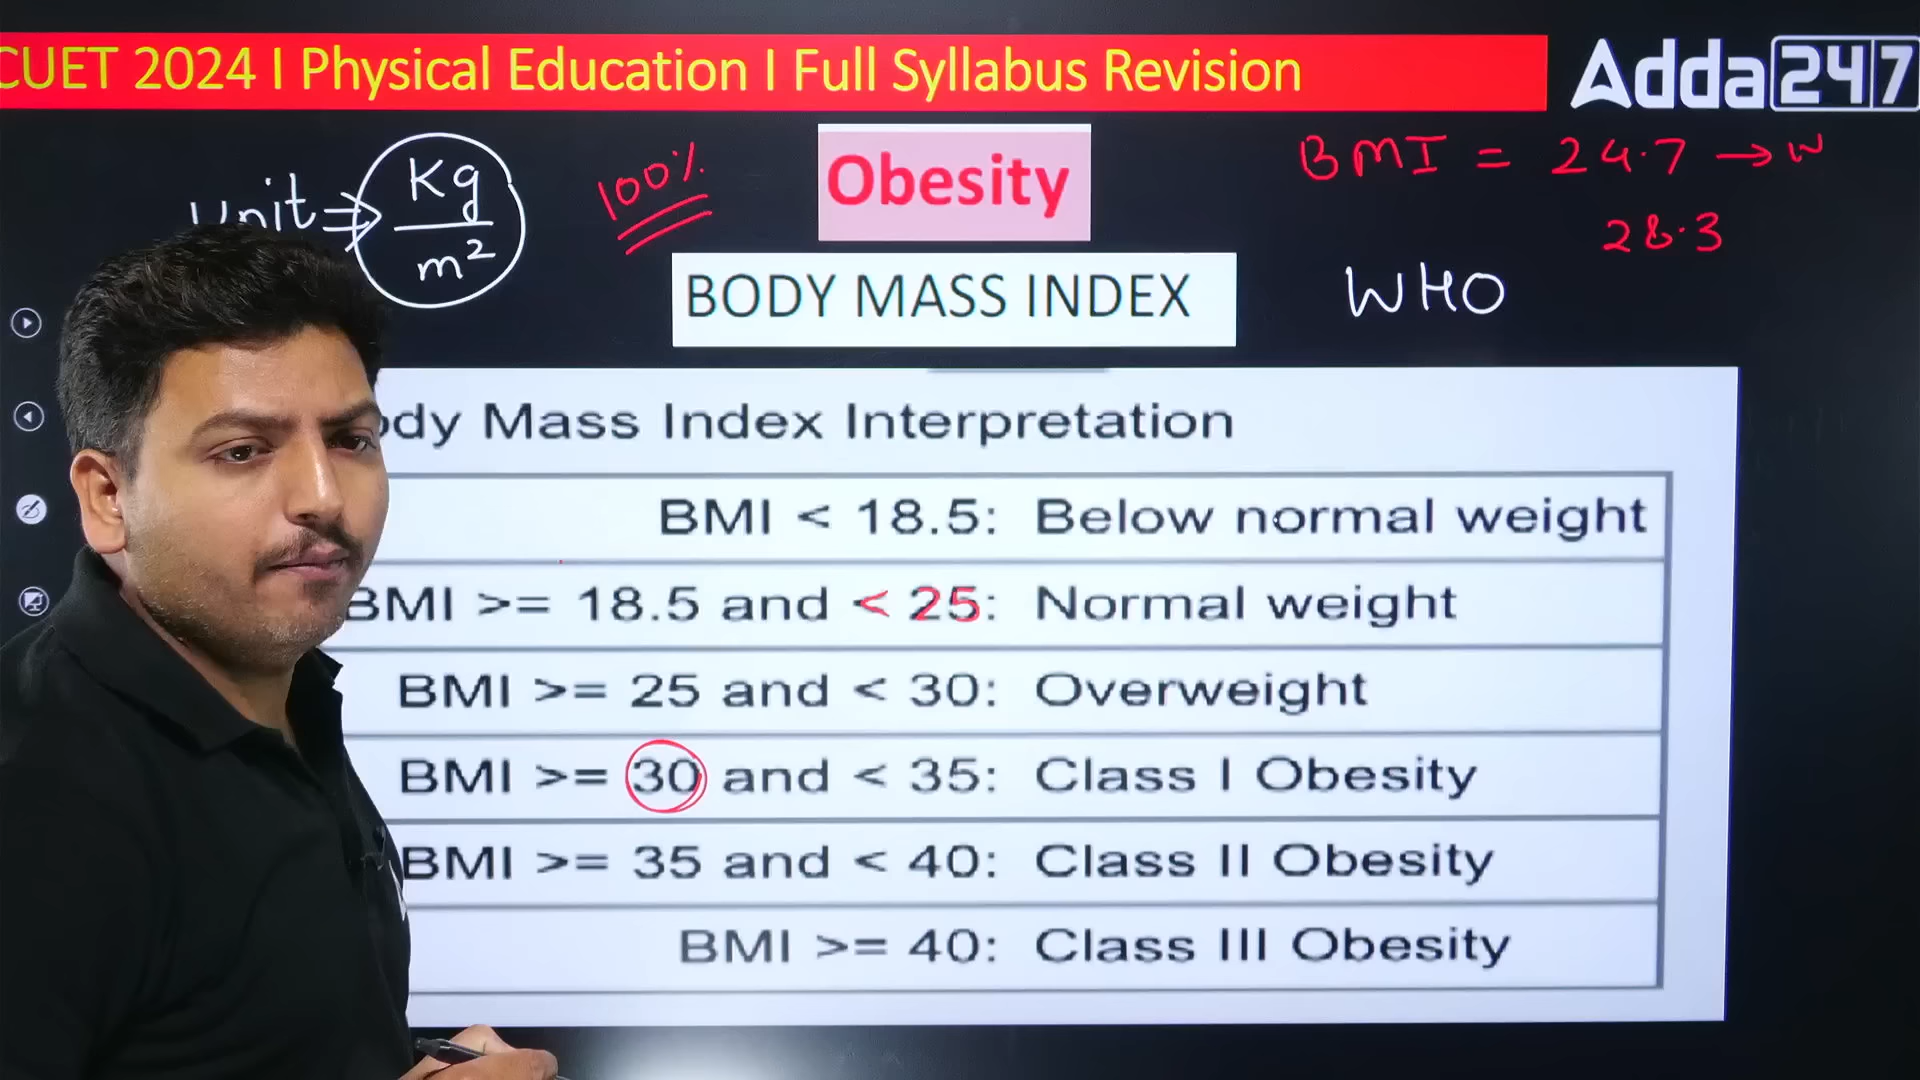 CUET 2024 I Physical Education I Full Syllabus Revision
Adda247
Unit ⇒ Kg
m²
100%
Obesity
BMI = 24.7 → N
28.3
WHO
BODY MASS INDEX
ody Mass Index Interpretation
BMI < 18.5: Below normal weight
BMI >= 18.5 and < 25: Normal weight
BMI >= 25 and < 30: Overweight
BMI >= 30 and < 35: Class I Obesity
BMI >= 35 and < 40: Class II Obesity
BMI >= 40: Class III Obesity